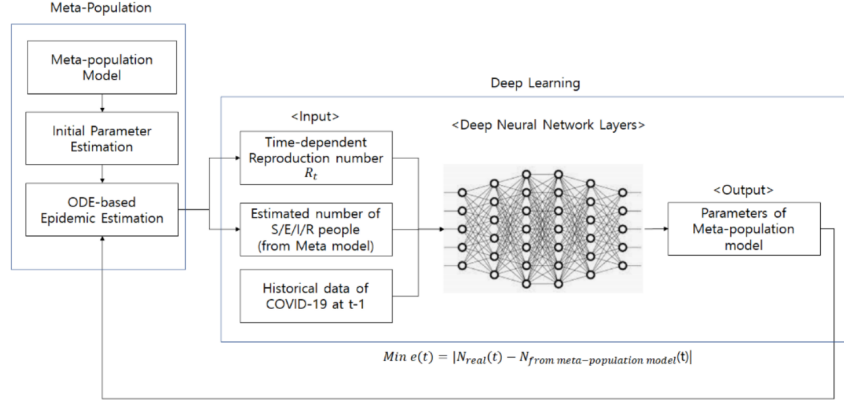 Meta-Population
Meta-population
Model
Initial Parameter
Estimation
ODE-based
Epidemic Estimation
Deep Learning
<Input>
Time-dependent
Reproduction number
R_t
Estimated number of
S/E/I/R people
(from Meta model)
Historical data of
COVID-19 at t-1
<Deep Neural Network Layers>
<Output>
Parameters of
Meta-population
model
Min e(t) = |N_real(t) − N_from meta−population model(t)|